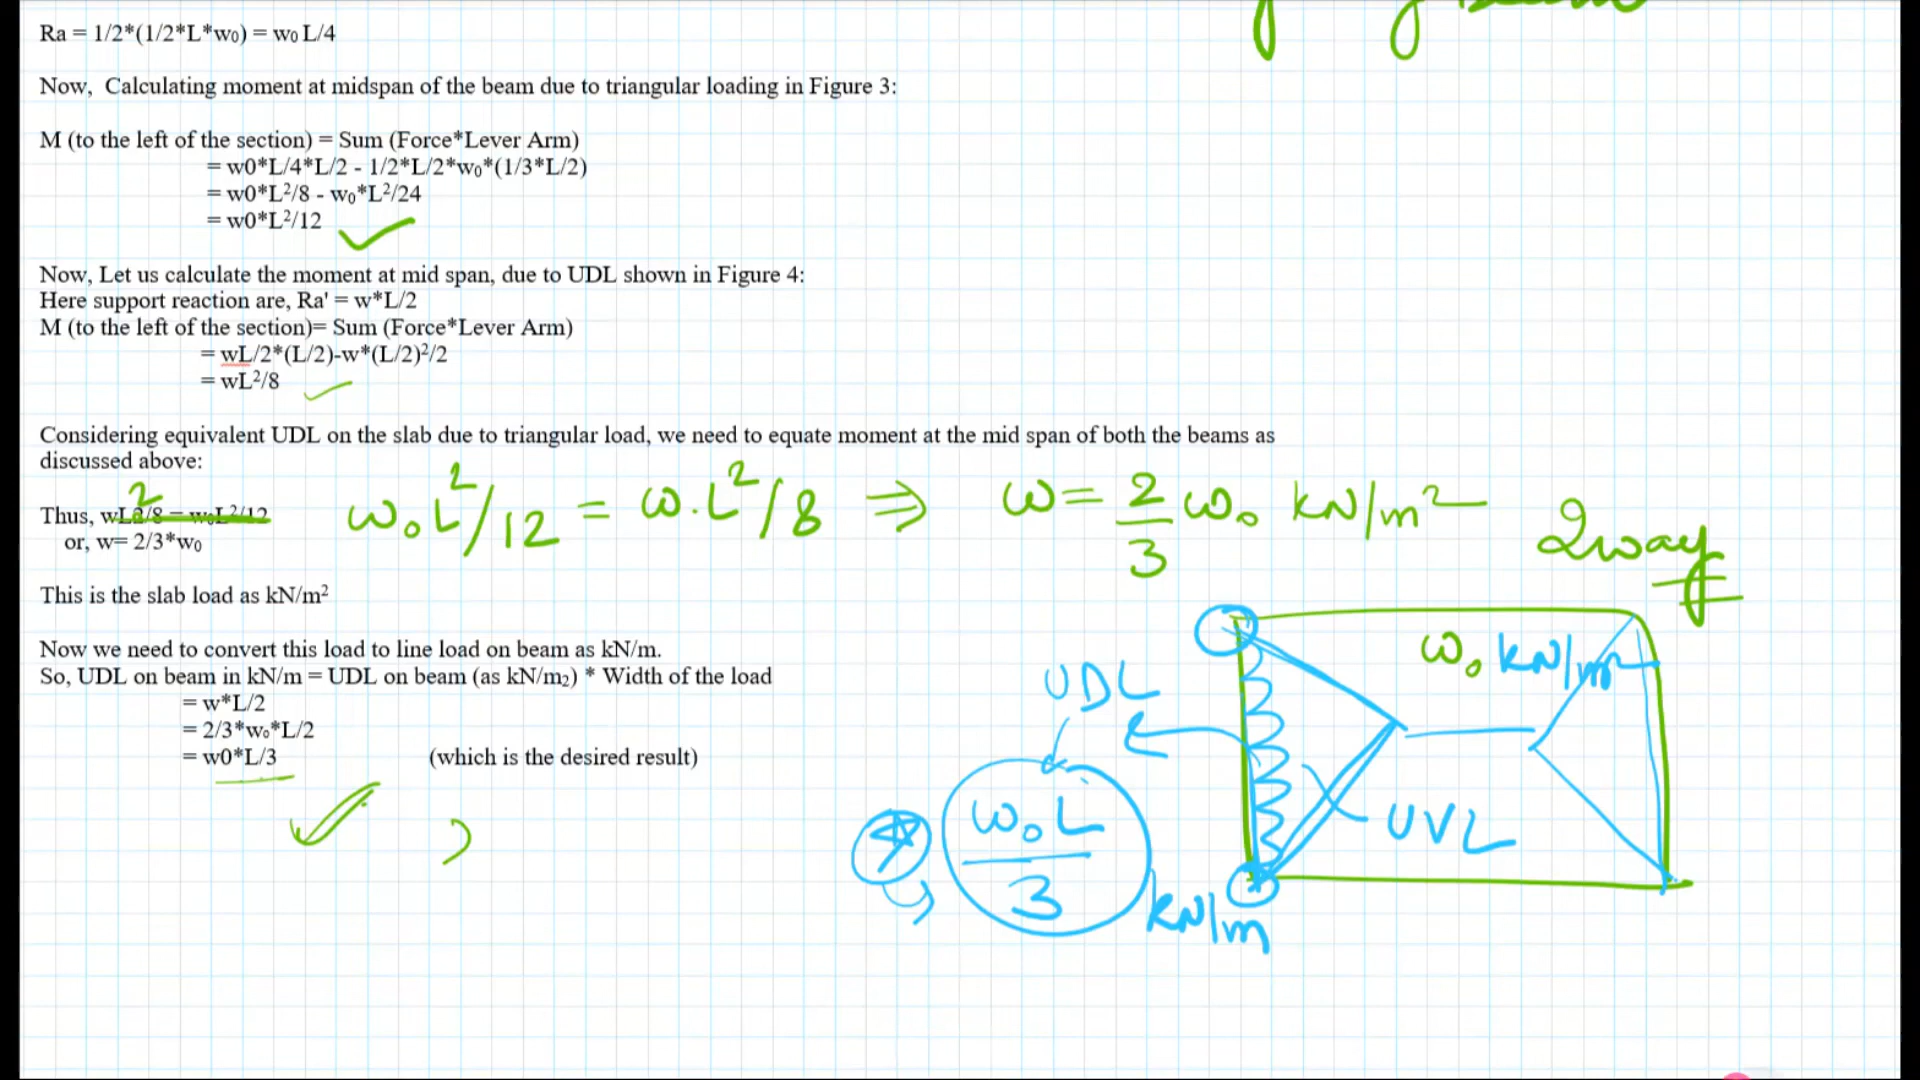 Ra = 1/2*(1/2*L*w₀) = w₀ L/4
Now,  Calculating moment at midspan of the beam due to triangular loading in Figure 3:
M (to the left of the section) = Sum (Force*Lever Arm)
= w0*L/4*L/2 - 1/2*L/2*w₀*(1/3*L/2)
= w0*L²/8 - w₀*L²/24
= w0*L²/12
Now, Let us calculate the moment at mid span, due to UDL shown in Figure 4:
Here support reaction are, Ra' = w*L/2
M (to the left of the section)= Sum (Force*Lever Arm)
= wL/2*(L/2)-w*(L/2)²/2
= wL²/8
Considering equivalent UDL on the slab due to triangular load, we need to equate moment at the mid span of both the beams as
discussed above:
Thus, wL2/8 = w₀L²/12
2
ω₀L²/12 = ω.L²/8 ⇒ ω = 2/3 ω₀ kN/m²
or, w= 2/3*w₀
2way
This is the slab load as kN/m²
Now we need to convert this load to line load on beam as kN/m.
So, UDL on beam in kN/m = UDL on beam (as kN/m₂) * Width of the load
= w*L/2
= 2/3*w₀*L/2
= w0*L/3 (which is the desired result)
ω₀ kN/m²
UDL
UVL
ω₀L/3 kN/m